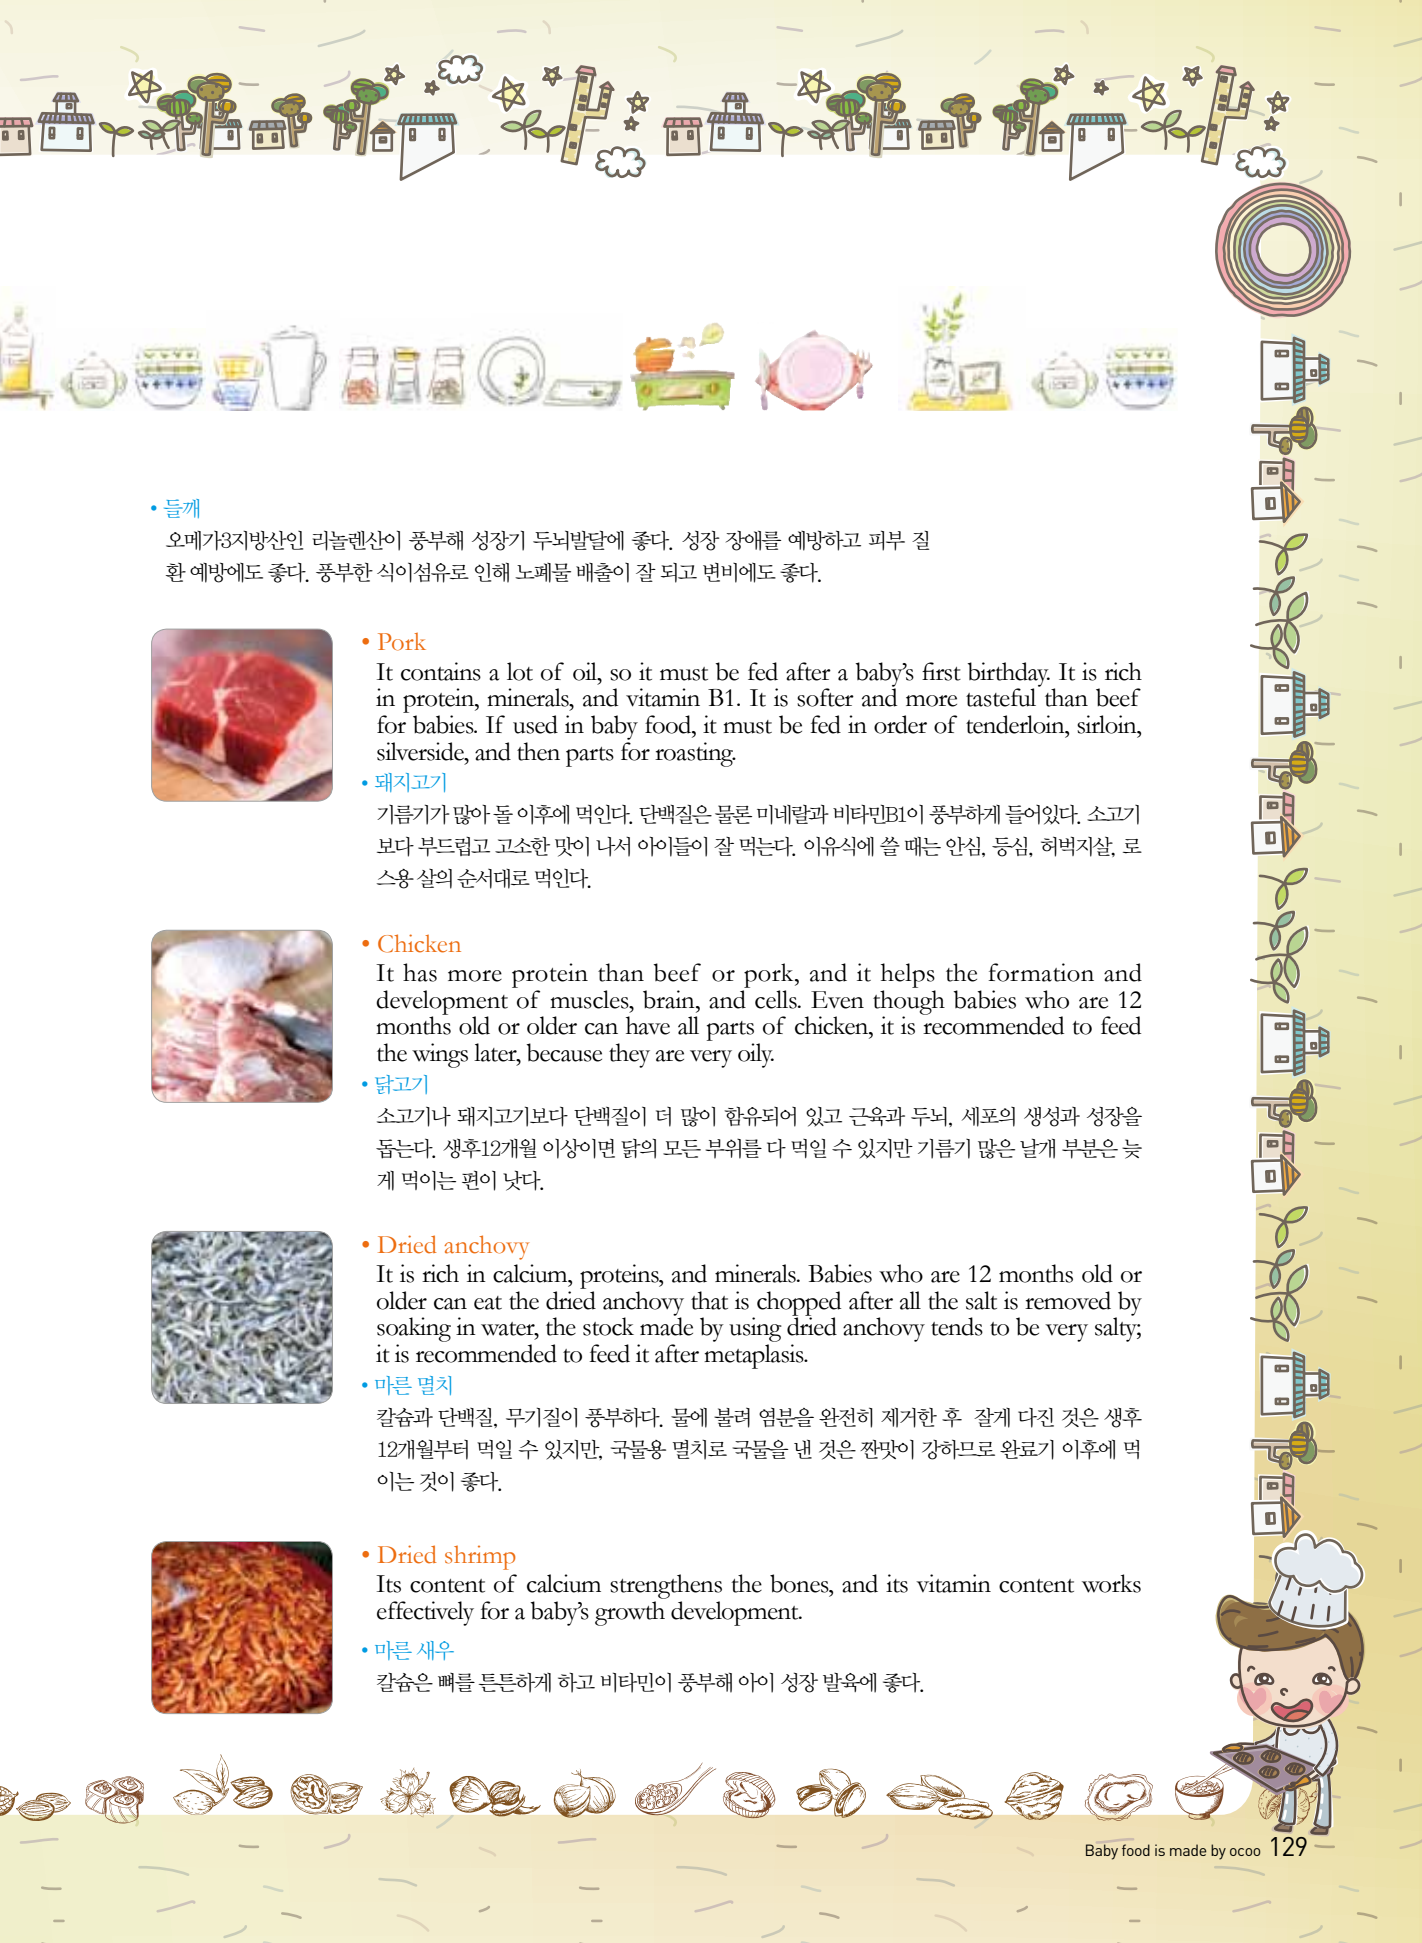 • 들깨
오메가3지방산인 리놀렌산이 풍부해 성장기 두뇌발달에 좋다. 성장 장애를 예방하고 피부 질
환 예방에도 좋다. 풍부한 식이섬유로 인해 노폐물 배출이 잘 되고 변비에도 좋다.
• Pork
It contains a lot of oil, so it must be fed after a baby's first birthday. It is rich
in protein, minerals, and vitamin B1. It is softer and more tasteful than beef
for babies. If used in baby food, it must be fed in order of tenderloin, sirloin,
silverside, and then parts for roasting.
• 돼지고기
기름기가 많아 돌 이후에 먹인다. 단백질은 물론 미네랄과 비타민B1이 풍부하게 들어있다. 소고기
보다 부드럽고 고소한 맛이 나서 아이들이 잘 먹는다. 이유식에 쓸 때는 안심, 등심, 허벅지살, 로
스용 살의 순서대로 먹인다.
• Chicken
It has more protein than beef or pork, and it helps the formation and
development of muscles, brain, and cells. Even though babies who are 12
months old or older can have all parts of chicken, it is recommended to feed
the wings later, because they are very oily.
• 닭고기
소고기나 돼지고기보다 단백질이 더 많이 함유되어 있고 근육과 두뇌, 세포의 생성과 성장을
돕는다. 생후12개월 이상이면 닭의 모든 부위를 다 먹일 수 있지만 기름기 많은 날개 부분은 늦
게 먹이는 편이 낫다.
• Dried anchovy
It is rich in calcium, proteins, and minerals. Babies who are 12 months old or
older can eat the dried anchovy that is chopped after all the salt is removed by
soaking in water, the stock made by using dried anchovy tends to be very salty;
it is recommended to feed it after metaplasis.
• 마른 멸치
칼슘과 단백질, 무기질이 풍부하다. 물에 불려 염분을 완전히 제거한 후 잘게 다진 것은 생후
12개월부터 먹일 수 있지만, 국물용 멸치로 국물을 낸 것은 짠맛이 강하므로 완료기 이후에 먹
이는 것이 좋다.
• Dried shrimp
Its content of calcium strengthens the bones, and its vitamin content works
effectively for a baby's growth development.
• 마른 새우
칼슘은 뼈를 튼튼하게 하고 비타민이 풍부해 아이 성장 발육에 좋다.
Baby food is made by ocoo 129